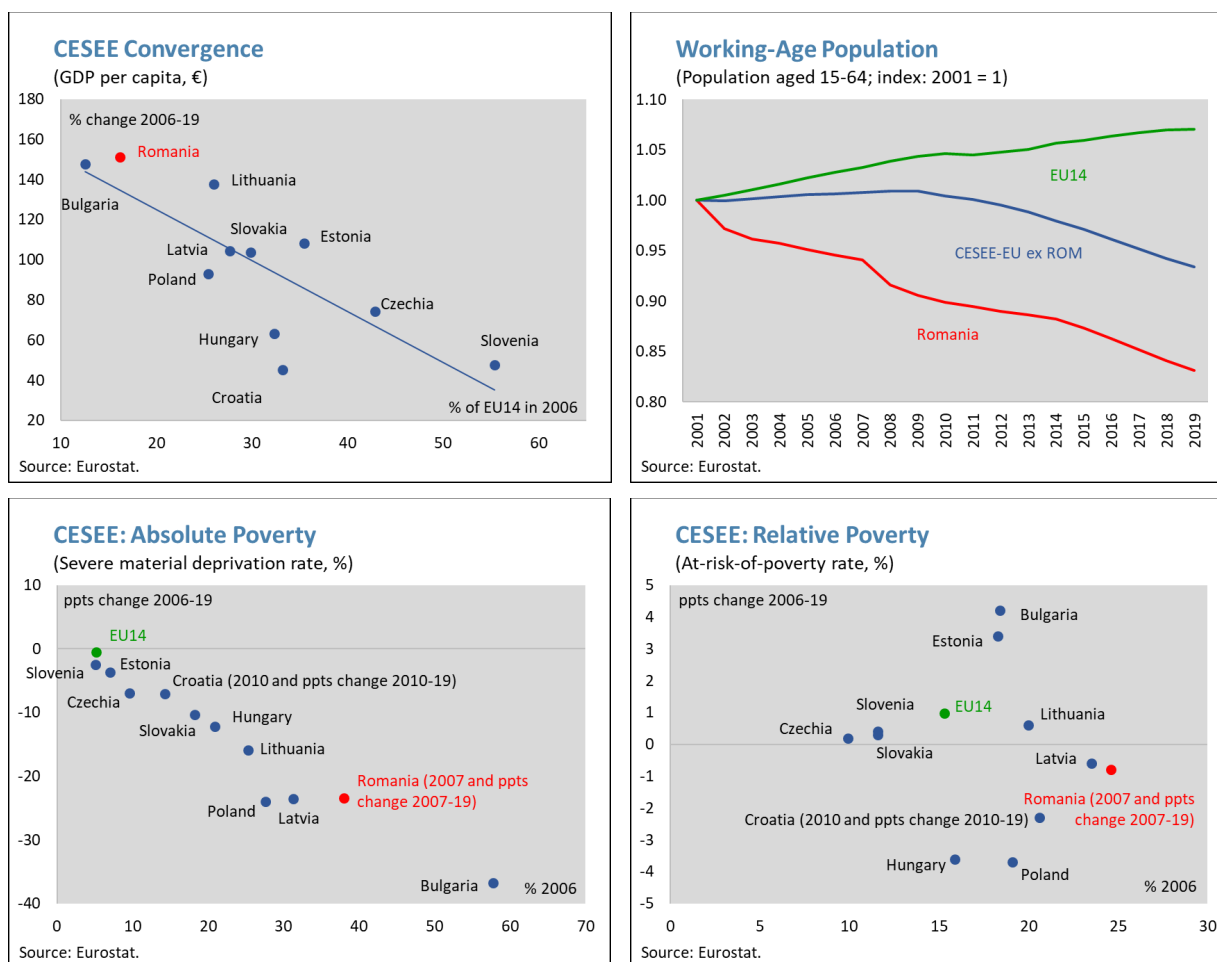 CESEE Convergence
(GDP per capita, €)
180
160
140
120
100
80
60
40
20
% change 2006-19
Romania
Lithuania
Bulgaria
Slovakia
Estonia
Latvia
Poland
Czechia
Hungary
Slovenia
Croatia
% of EU14 in 2006
10
20
30
40
50
60
Source: Eurostat.
Working-Age Population
(Population aged 15-64; index: 2001 = 1)
1.10
1.05
1.00
0.95
0.90
0.85
0.80
EU14
CESEE-EU ex ROM
Romania
2001
2002
2003
2004
2005
2006
2007
2008
2009
2010
2011
2012
2013
2014
2015
2016
2017
2018
2019
Source: Eurostat.
CESEE: Absolute Poverty
(Severe material deprivation rate, %)
10
0
-10
-20
-30
-40
ppts change 2006-19
EU14
Slovenia
Estonia
Czechia
Croatia (2010 and ppts change 2010-19)
Slovakia
Hungary
Lithuania
Romania (2007 and ppts
change 2007-19)
Poland
Latvia
Bulgaria
% 2006
0
10
20
30
40
50
60
70
Source: Eurostat.
CESEE: Relative Poverty
(At-risk-of-poverty rate, %)
5
4
3
2
1
0
-1
-2
-3
-4
-5
ppts change 2006-19
Bulgaria
Estonia
Slovenia
EU14
Lithuania
Czechia
Slovakia
Latvia
Romania (2007 and ppts
change 2007-19)
Croatia (2010 and ppts change 2010-19)
Hungary
Poland
% 2006
0
5
10
15
20
25
30
Source: Eurostat.